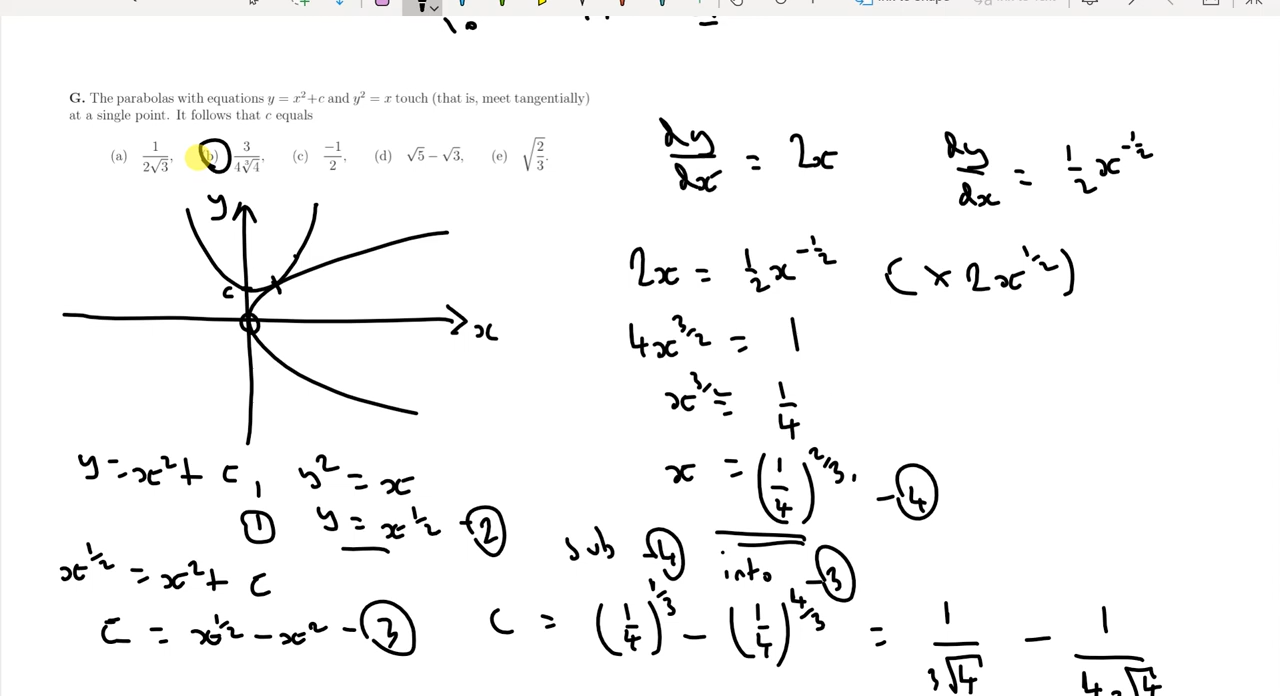 G. The parabolas with equations y = x² + c and y² = x touch (that is, meet tangentially)
at a single point. It follows that c equals
(a) 1/(2√3), (b) 3/(4∛4), (c) −1/2, (d) √5 − √3, (e) √(2/3).
y
c
x
y = x² + c, ① y² = x
y = x^(1/2) - ②
x^(1/2) = x² + c
c = x^(1/2) - x² - ③
dy/dx = 2x dy/dx = 1/2 x^(-1/2)
2x = 1/2 x^(-1/2) (× 2x^(1/2))
4x^(3/2) = 1
x^(3/2) = 1/4
x = (1/4)^(2/3). - ④
sub ④ into ③
c = (1/4)^(1/3) - (1/4)^(4/3) = 1/∛4 - 1/(4∛4)